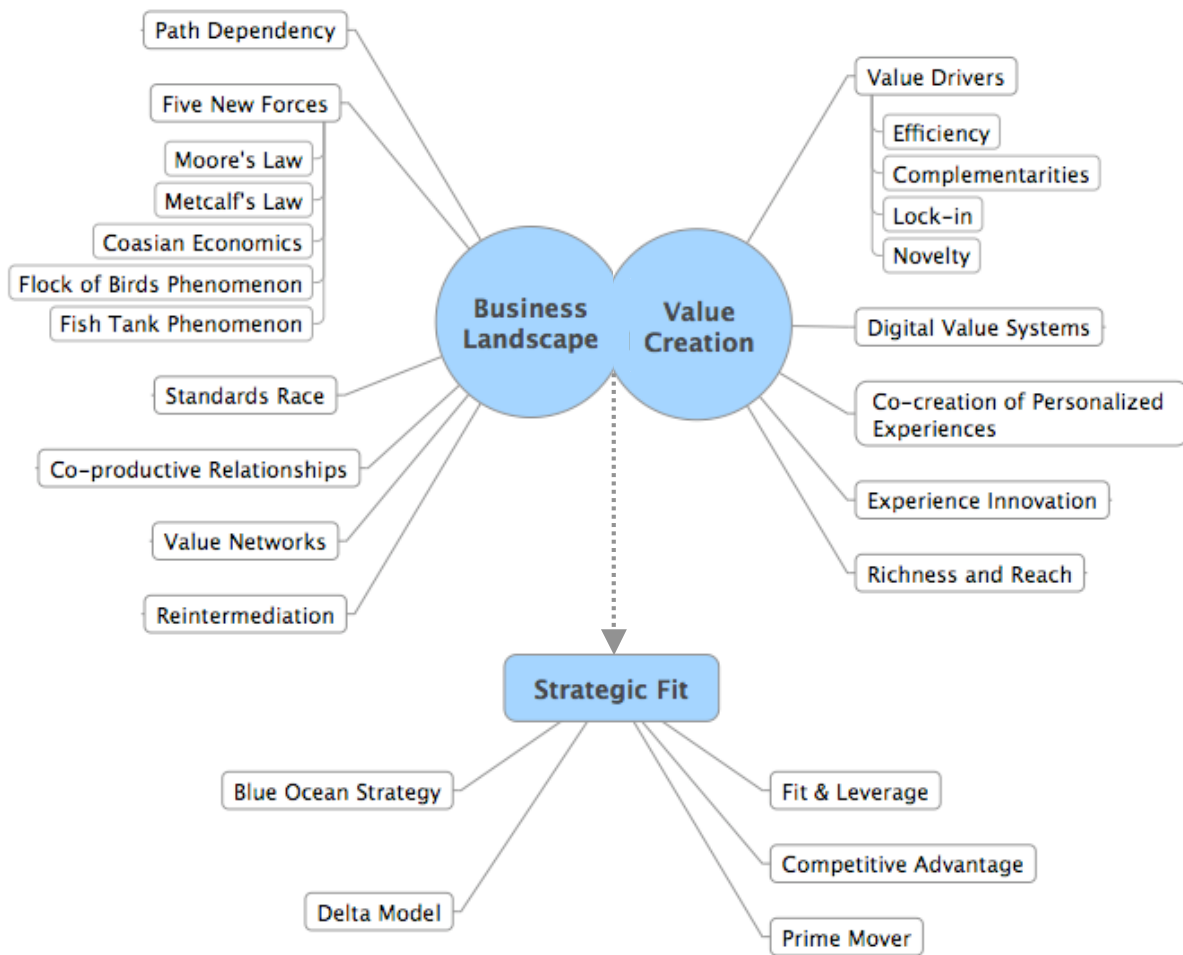 Path Dependency
Five New Forces
Moore's Law
Metcalf's Law
Coasian Economics
Flock of Birds Phenomenon
Fish Tank Phenomenon
Standards Race
Co-productive Relationships
Value Networks
Reintermediation
Business
Landscape
Value
Creation
Value Drivers
Efficiency
Complementarities
Lock-in
Novelty
Digital Value Systems
Co-creation of Personalized
Experiences
Experience Innovation
Richness and Reach
Strategic Fit
Blue Ocean Strategy
Delta Model
Fit & Leverage
Competitive Advantage
Prime Mover